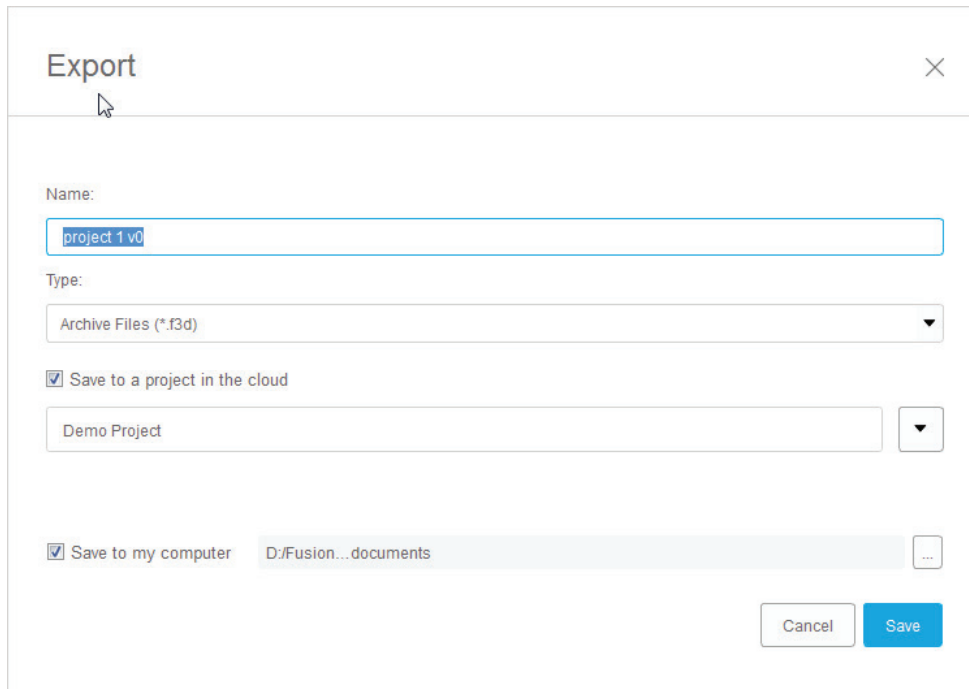 Export
Name:
project 1 v0
Type:
Archive Files (*.f3d)
Save to a project in the cloud
Demo Project
Save to my computer D:/Fusion...documents ...
Cancel Save